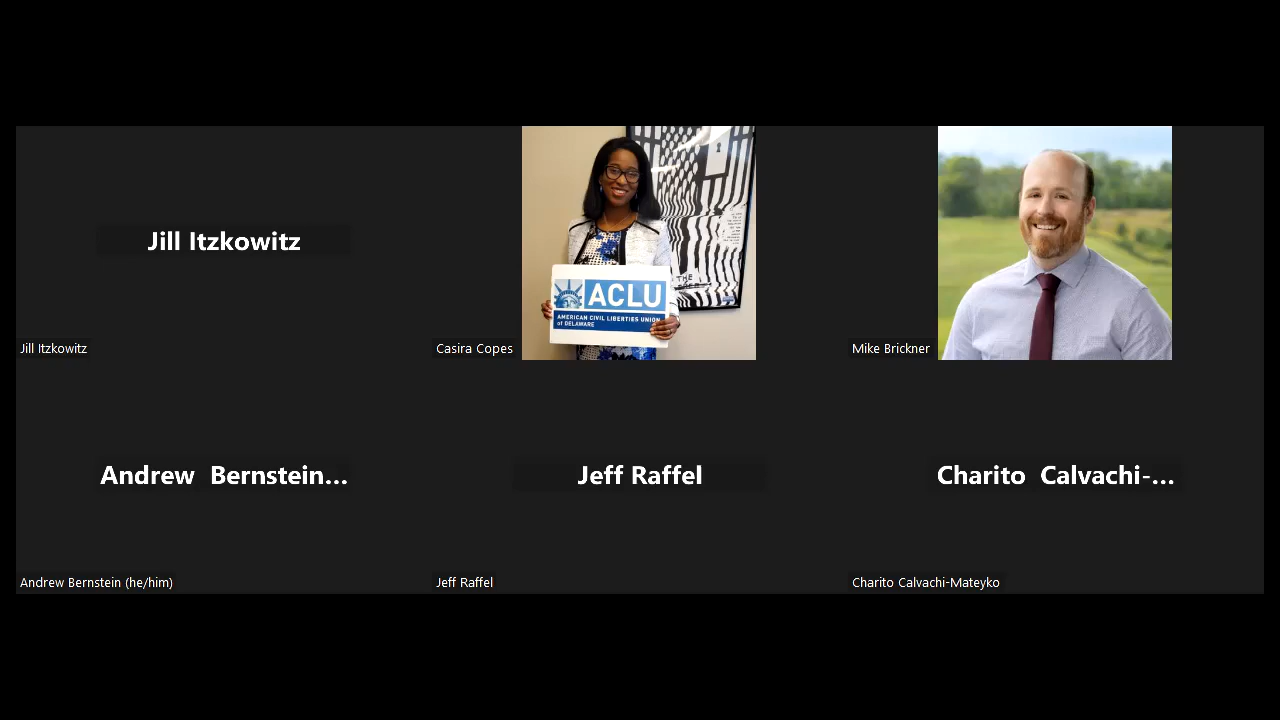 Jill Itzkowitz
Jill Itzkowitz
ACLU
AMERICAN CIVIL LIBERTIES UNION
of DELAWARE
THE
Casira Copes
Mike Brickner
Andrew Bernstein...
Andrew Bernstein (he/him)
Jeff Raffel
Jeff Raffel
Charito Calvachi-...
Charito Calvachi-Mateyko